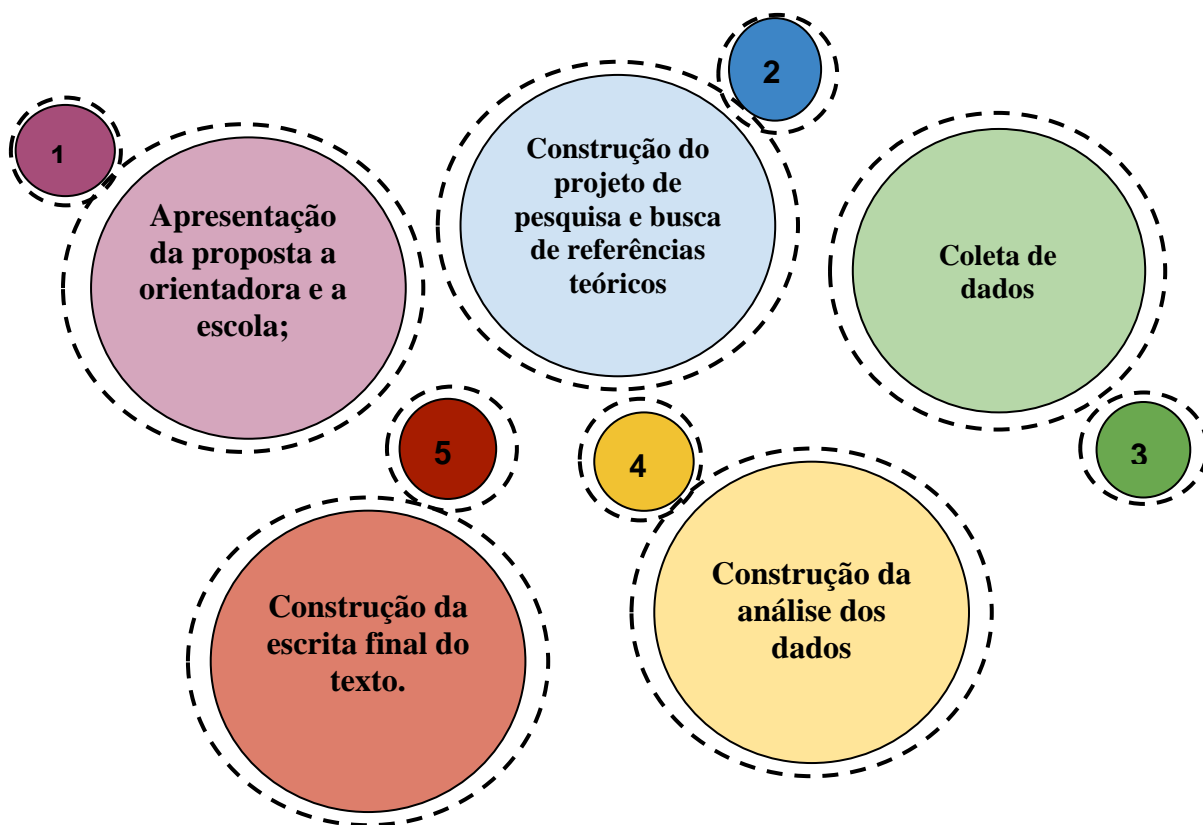 1
Apresentação
da proposta a
orientadora e a
escola;
2
Construção do
projeto de
pesquisa e busca
de referências
teóricos
Coleta de
dados
3
4
Construção da
análise dos
dados
5
Construção da
escrita final do
texto.